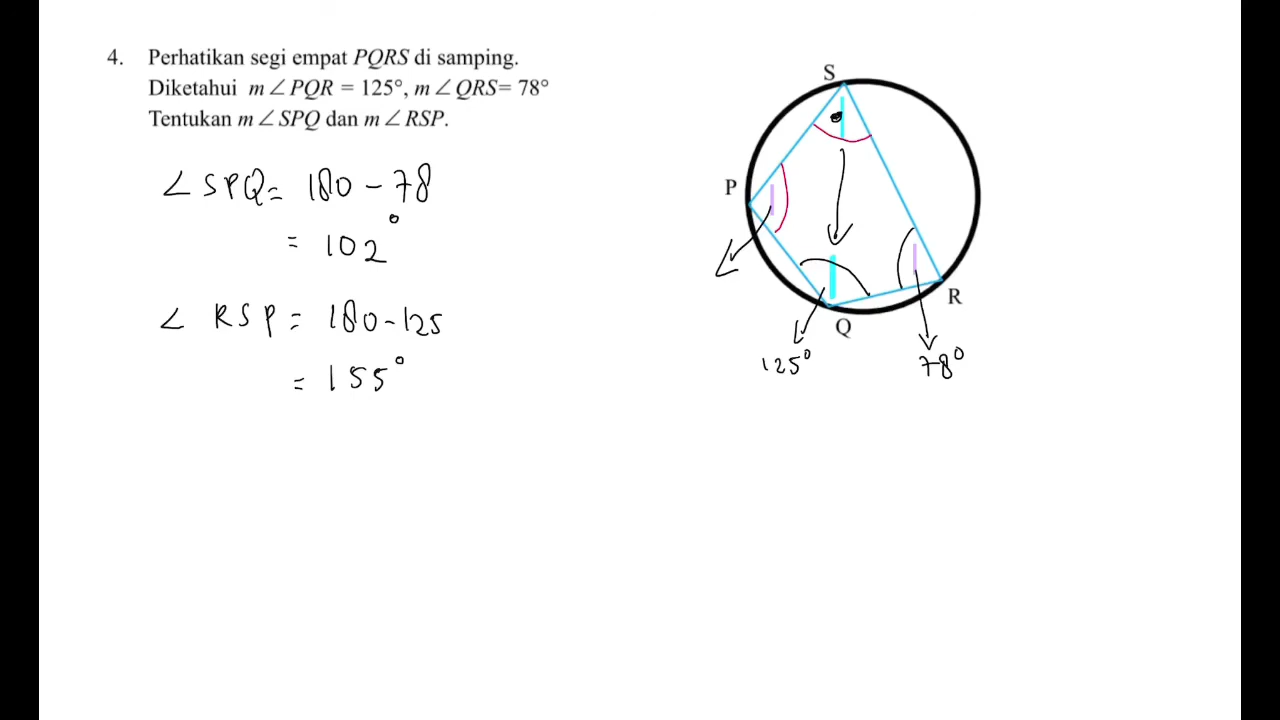 4. Perhatikan segi empat PQRS di samping.
Diketahui m∠PQR = 125°, m∠QRS= 78°
Tentukan m∠SPQ dan m∠RSP.
∠SPQ= 180-78
= 102°
∠ RSP= 180-125
= 155°
S
P
R
Q
125°
78°